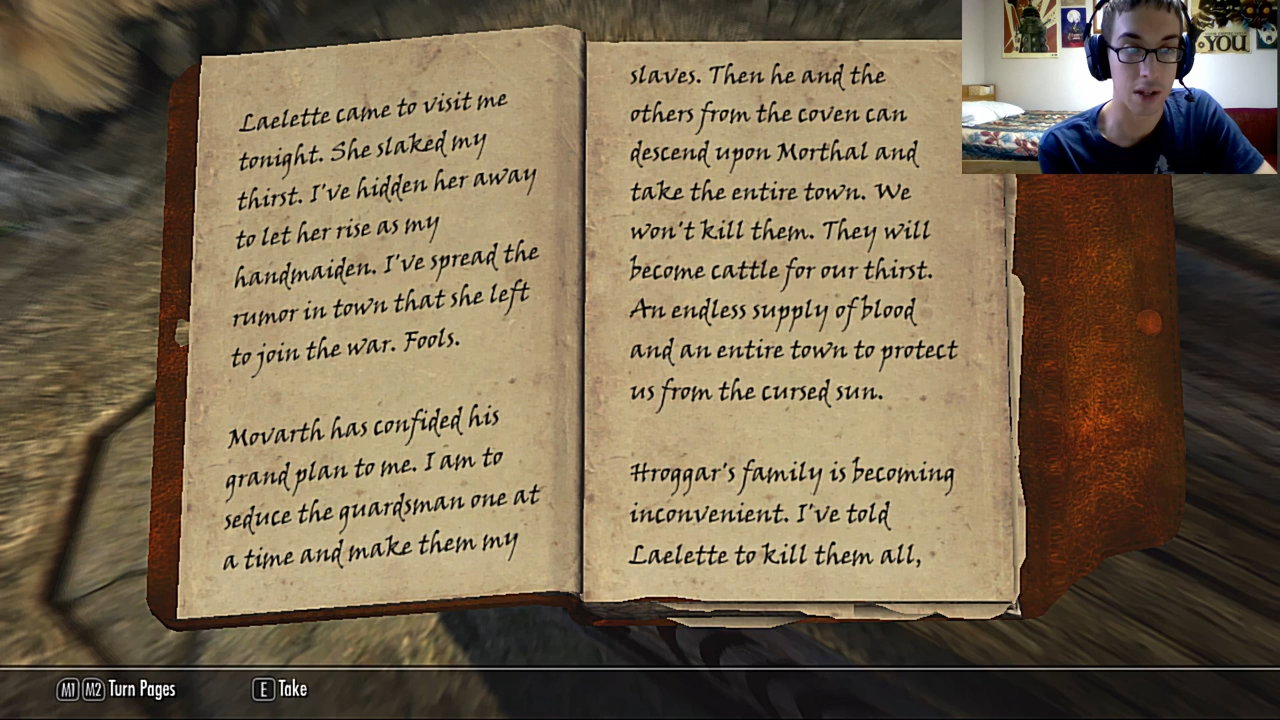 Laelette came to visit me
tonight. She slaked my
thirst. I've hidden her away
to let her rise as my
handmaiden. I've spread the
rumor in town that she left
to join the war. Fools.
Movarth has confided his
grand plan to me. I am to
seduce the guardsman one at
a time and make them my
slaves. Then he and the
others from the coven can
descend upon Morthal and
take the entire town. We
won't kill them. They will
become cattle for our thirst.
An endless supply of blood
and an entire town to protect
us from the cursed sun.
Hroggar's family is becoming
inconvenient. I've told
Laelette to kill them all,
YOU
M1 M2 Turn Pages
E Take